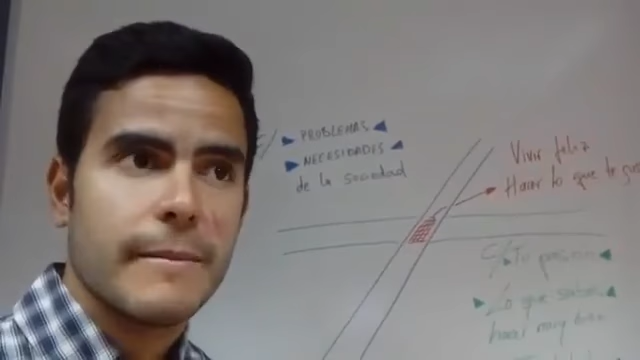 C/ PROBLEMAS
NECESIDADES
de la sociedad
Vivir feliz
Hacer lo que te
C/ Tu pasión
Lo que sabes
hacer muy bien